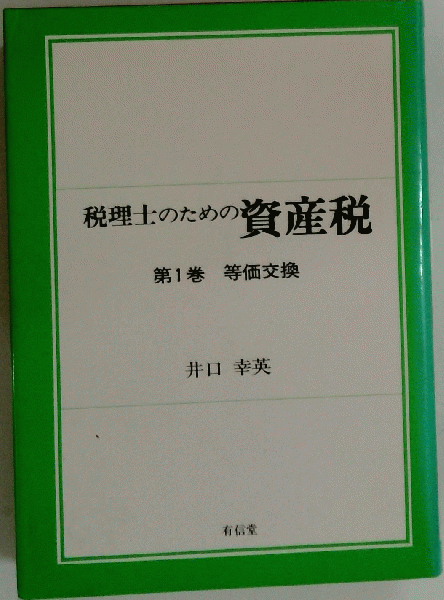 税理士のための資産税
第1巻 等価交換
井口 幸英
有信堂